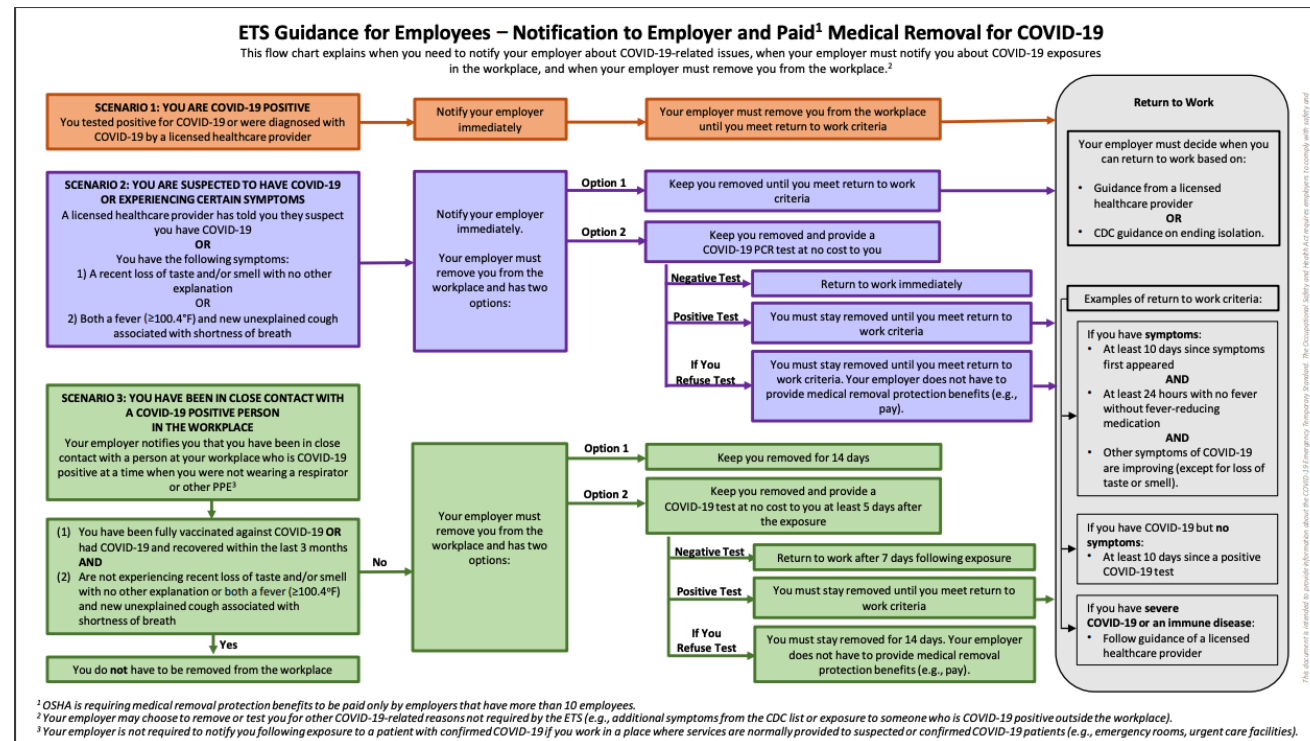 ETS Guidance for Employees – Notification to Employer and Paid¹ Medical Removal for COVID-19
This flow chart explains when you need to notify your employer about COVID-19-related issues, when your employer must notify you about COVID-19 exposures
in the workplace, and when your employer must remove you from the workplace.²
SCENARIO 1: YOU ARE COVID-19 POSITIVE
You tested positive for COVID-19 or were diagnosed with
COVID-19 by a licensed healthcare provider
Notify your employer
immediately
Your employer must remove you from the workplace
until you meet return to work criteria
SCENARIO 2: YOU ARE SUSPECTED TO HAVE COVID-19
OR EXPERIENCING CERTAIN SYMPTOMS
A licensed healthcare provider has told you they suspect
you have COVID-19
OR
You have the following symptoms:
1) A recent loss of taste and/or smell with no other
explanation
OR
2) Both a fever (≥100.4°F) and new unexplained cough
associated with shortness of breath
Notify your employer
immediately.
Your employer must
remove you from the
workplace and has two
options:
Option 1
Keep you removed until you meet return to work
criteria
Option 2
Keep you removed and provide a
COVID-19 PCR test at no cost to you
Negative Test
Return to work immediately
Positive Test
You must stay removed until you meet return to
work criteria
If You
Refuse Test
You must stay removed until you meet return to
work criteria. Your employer does not have to
provide medical removal protection benefits (e.g.,
pay).
SCENARIO 3: YOU HAVE BEEN IN CLOSE CONTACT WITH
A COVID-19 POSITIVE PERSON
IN THE WORKPLACE
Your employer notifies you that you have been in close
contact with a person at your workplace who is COVID-19
positive at a time when you were not wearing a respirator
or other PPE³
(1) You have been fully vaccinated against COVID-19 OR
had COVID-19 and recovered within the last 3 months
AND
(2) Are not experiencing recent loss of taste and/or smell
with no other explanation or both a fever (≥100.4ºF)
and new unexplained cough associated with
shortness of breath
No
Yes
You do not have to be removed from the workplace
Your employer must
remove you from the
workplace and has two
options:
Option 1
Keep you removed for 14 days
Option 2
Keep you removed and provide a
COVID-19 test at no cost to you at least 5 days after
the exposure
Negative Test
Return to work after 7 days following exposure
Positive Test
You must stay removed until you meet return to
work criteria
If You
Refuse Test
You must stay removed for 14 days. Your employer
does not have to provide medical removal
protection benefits (e.g., pay).
Return to Work
Your employer must decide when you
can return to work based on:
• Guidance from a licensed
healthcare provider
OR
• CDC guidance on ending isolation.
Examples of return to work criteria:
If you have symptoms:
• At least 10 days since symptoms
first appeared
AND
• At least 24 hours with no fever
without fever-reducing
medication
AND
• Other symptoms of COVID-19
are improving (except for loss of
taste or smell).
If you have COVID-19 but no
symptoms:
• At least 10 days since a positive
COVID-19 test
If you have severe
COVID-19 or an immune disease:
• Follow guidance of a licensed
healthcare provider
This document is intended to provide information about the COVID-19 Emergency Temporary Standard. The Occupational Safety and Health Act requires employers to comply with safety and
¹ OSHA is requiring medical removal protection benefits to be paid only by employers that have more than 10 employees.
² Your employer may choose to remove or test you for other COVID-19-related reasons not required by the ETS (e.g., additional symptoms from the CDC list or exposure to someone who is COVID-19 positive outside the workplace).
³ Your employer is not required to notify you following exposure to a patient with confirmed COVID-19 if you work in a place where services are normally provided to suspected or confirmed COVID-19 patients (e.g., emergency rooms, urgent care facilities).